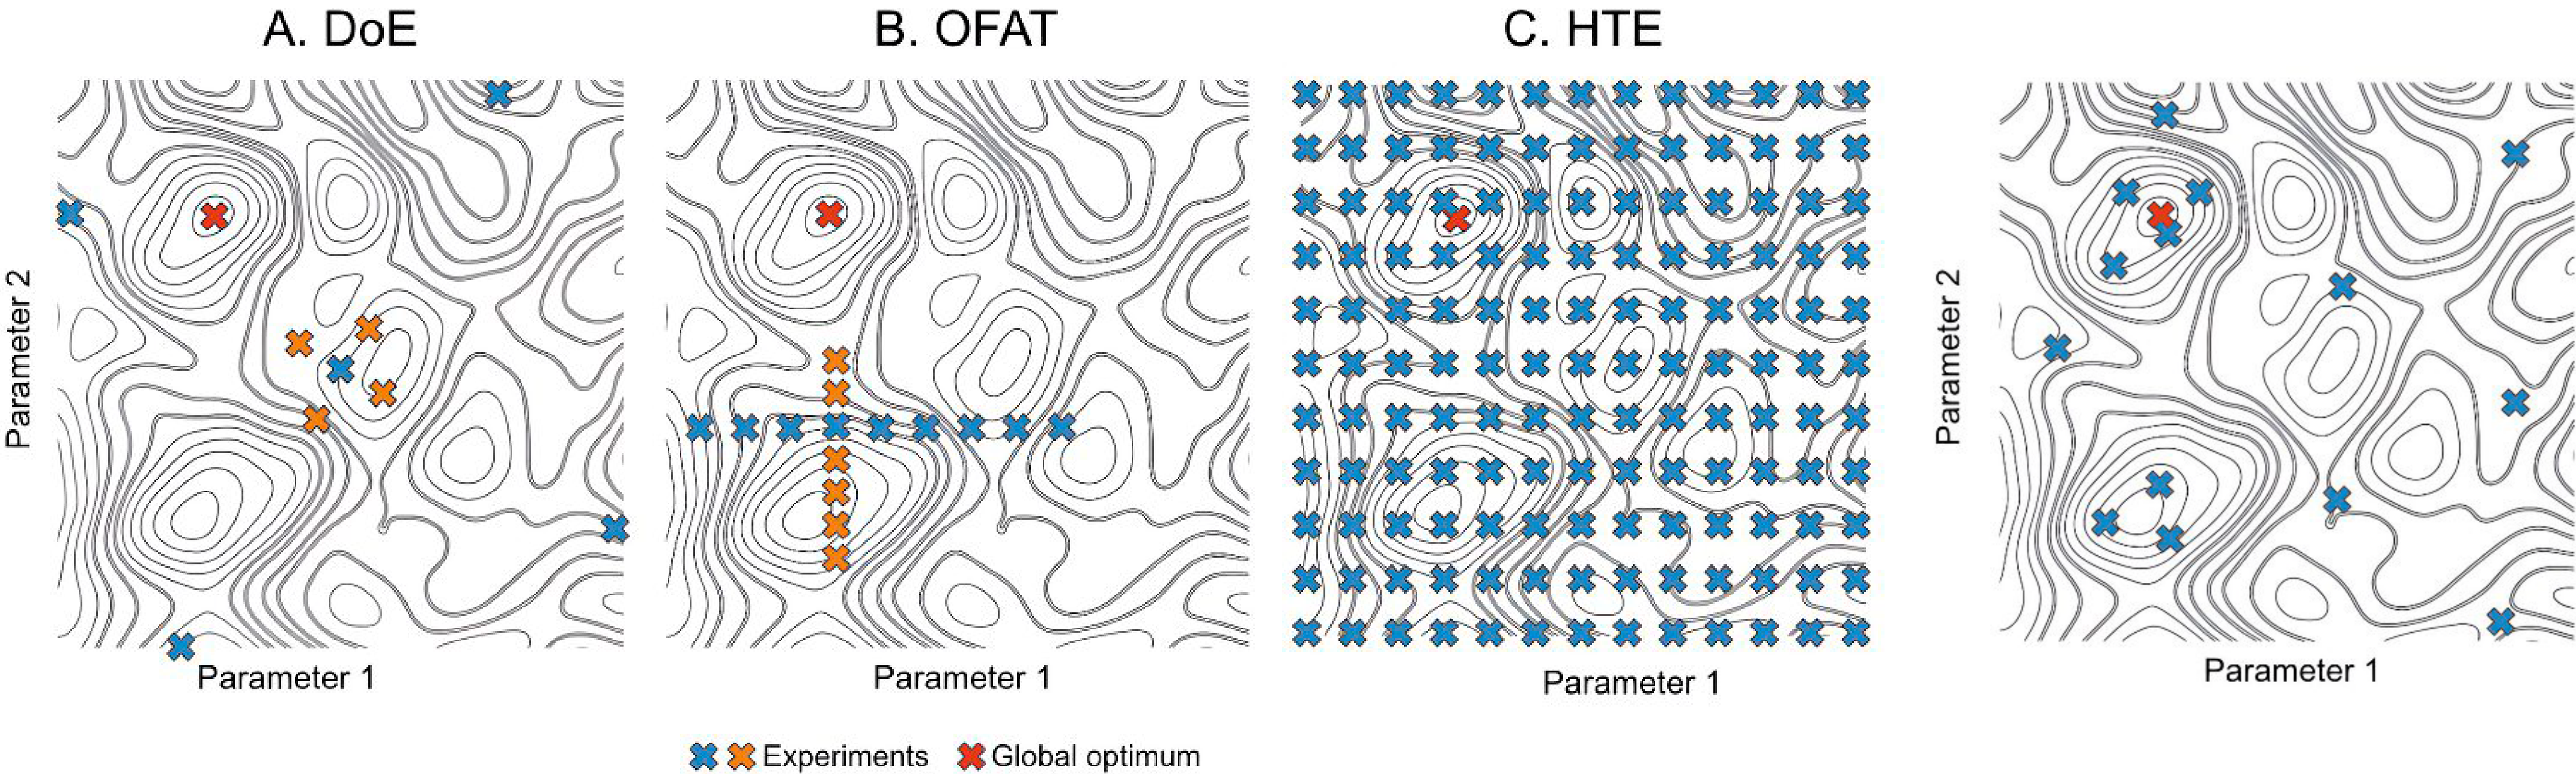 A. DoE
B. OFAT
C. HTE
Parameter 2
Parameter 2
Parameter 1
Parameter 1
Parameter 1
Parameter 1
Experiments
Global optimum